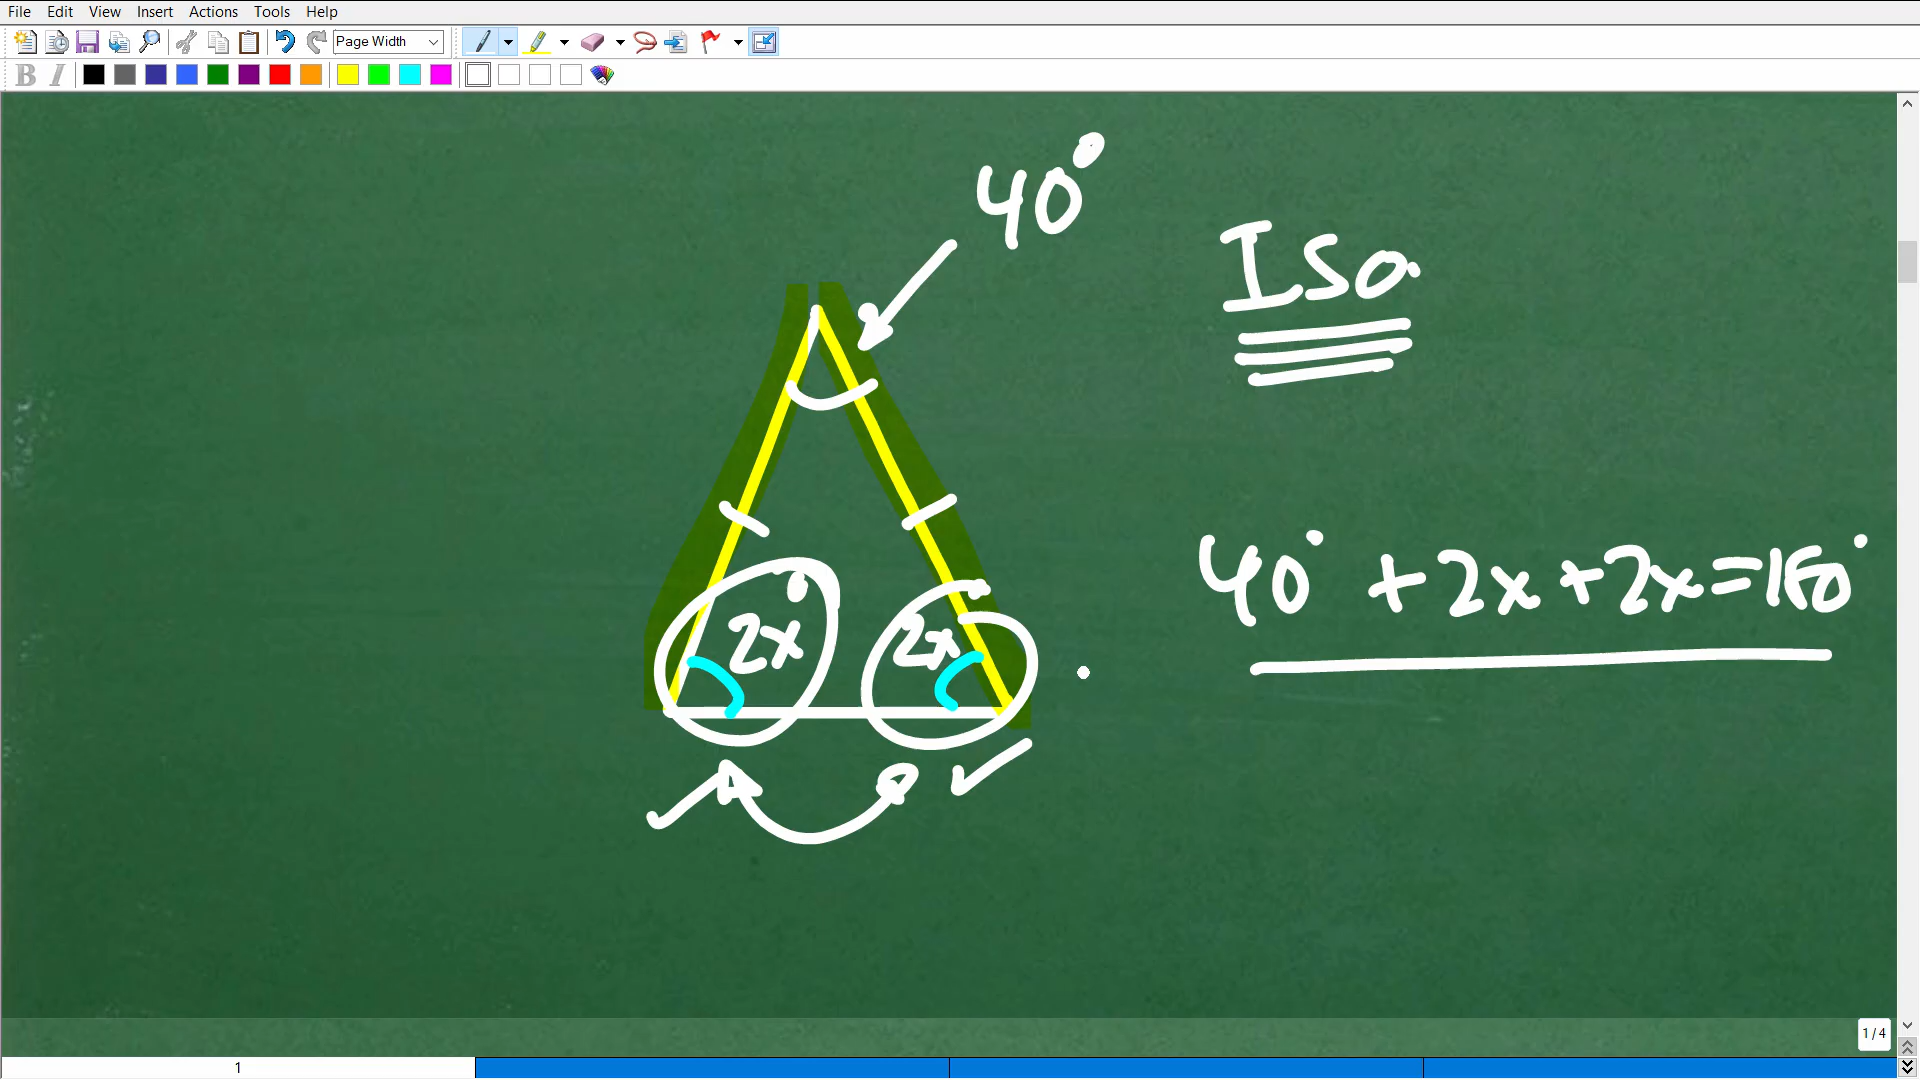 File Edit View Insert Actions Tools Help
Page Width
B I
40°
Iso.
2x° 2x
40° + 2x + 2x = 180°
1 / 4
1